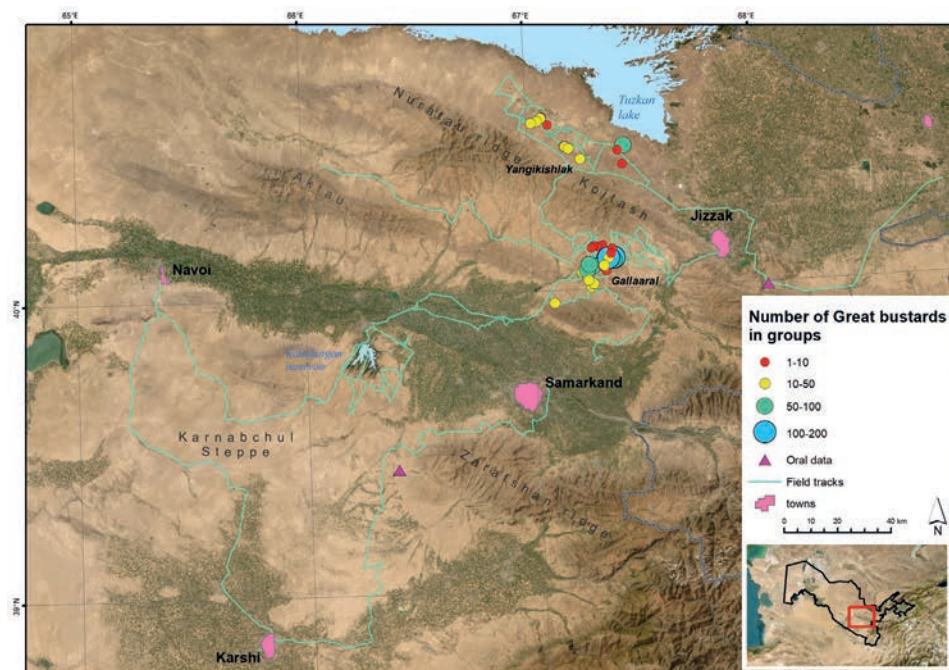 65°E
66°E
67°E
68°E
Tuzkan
lake
Nuratau ridge
Aktau
Yangikishlak
Koitash
Jizzak
Navoi
Gallaaral
40°N
reservoir
Samarkand
Karnabchul
Steppe
Zarafshan ridge
39°N
Karshi
Number of Great bustards
in groups
1-10
10-50
50-100
100-200
Oral data
Field tracks
towns
0 10 20 40 km
N